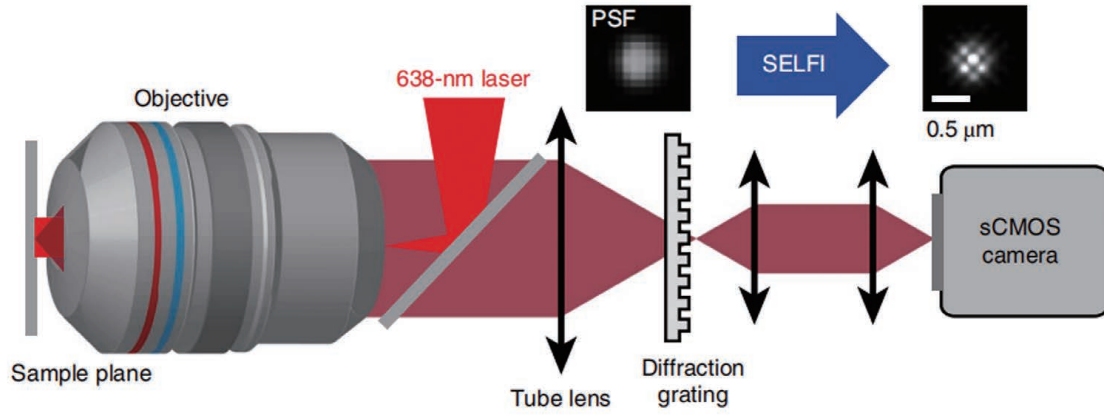 PSF
SELFI
638-nm laser
Objective
0.5 μm
sCMOS
camera
Sample plane
Tube lens
Diffraction
grating